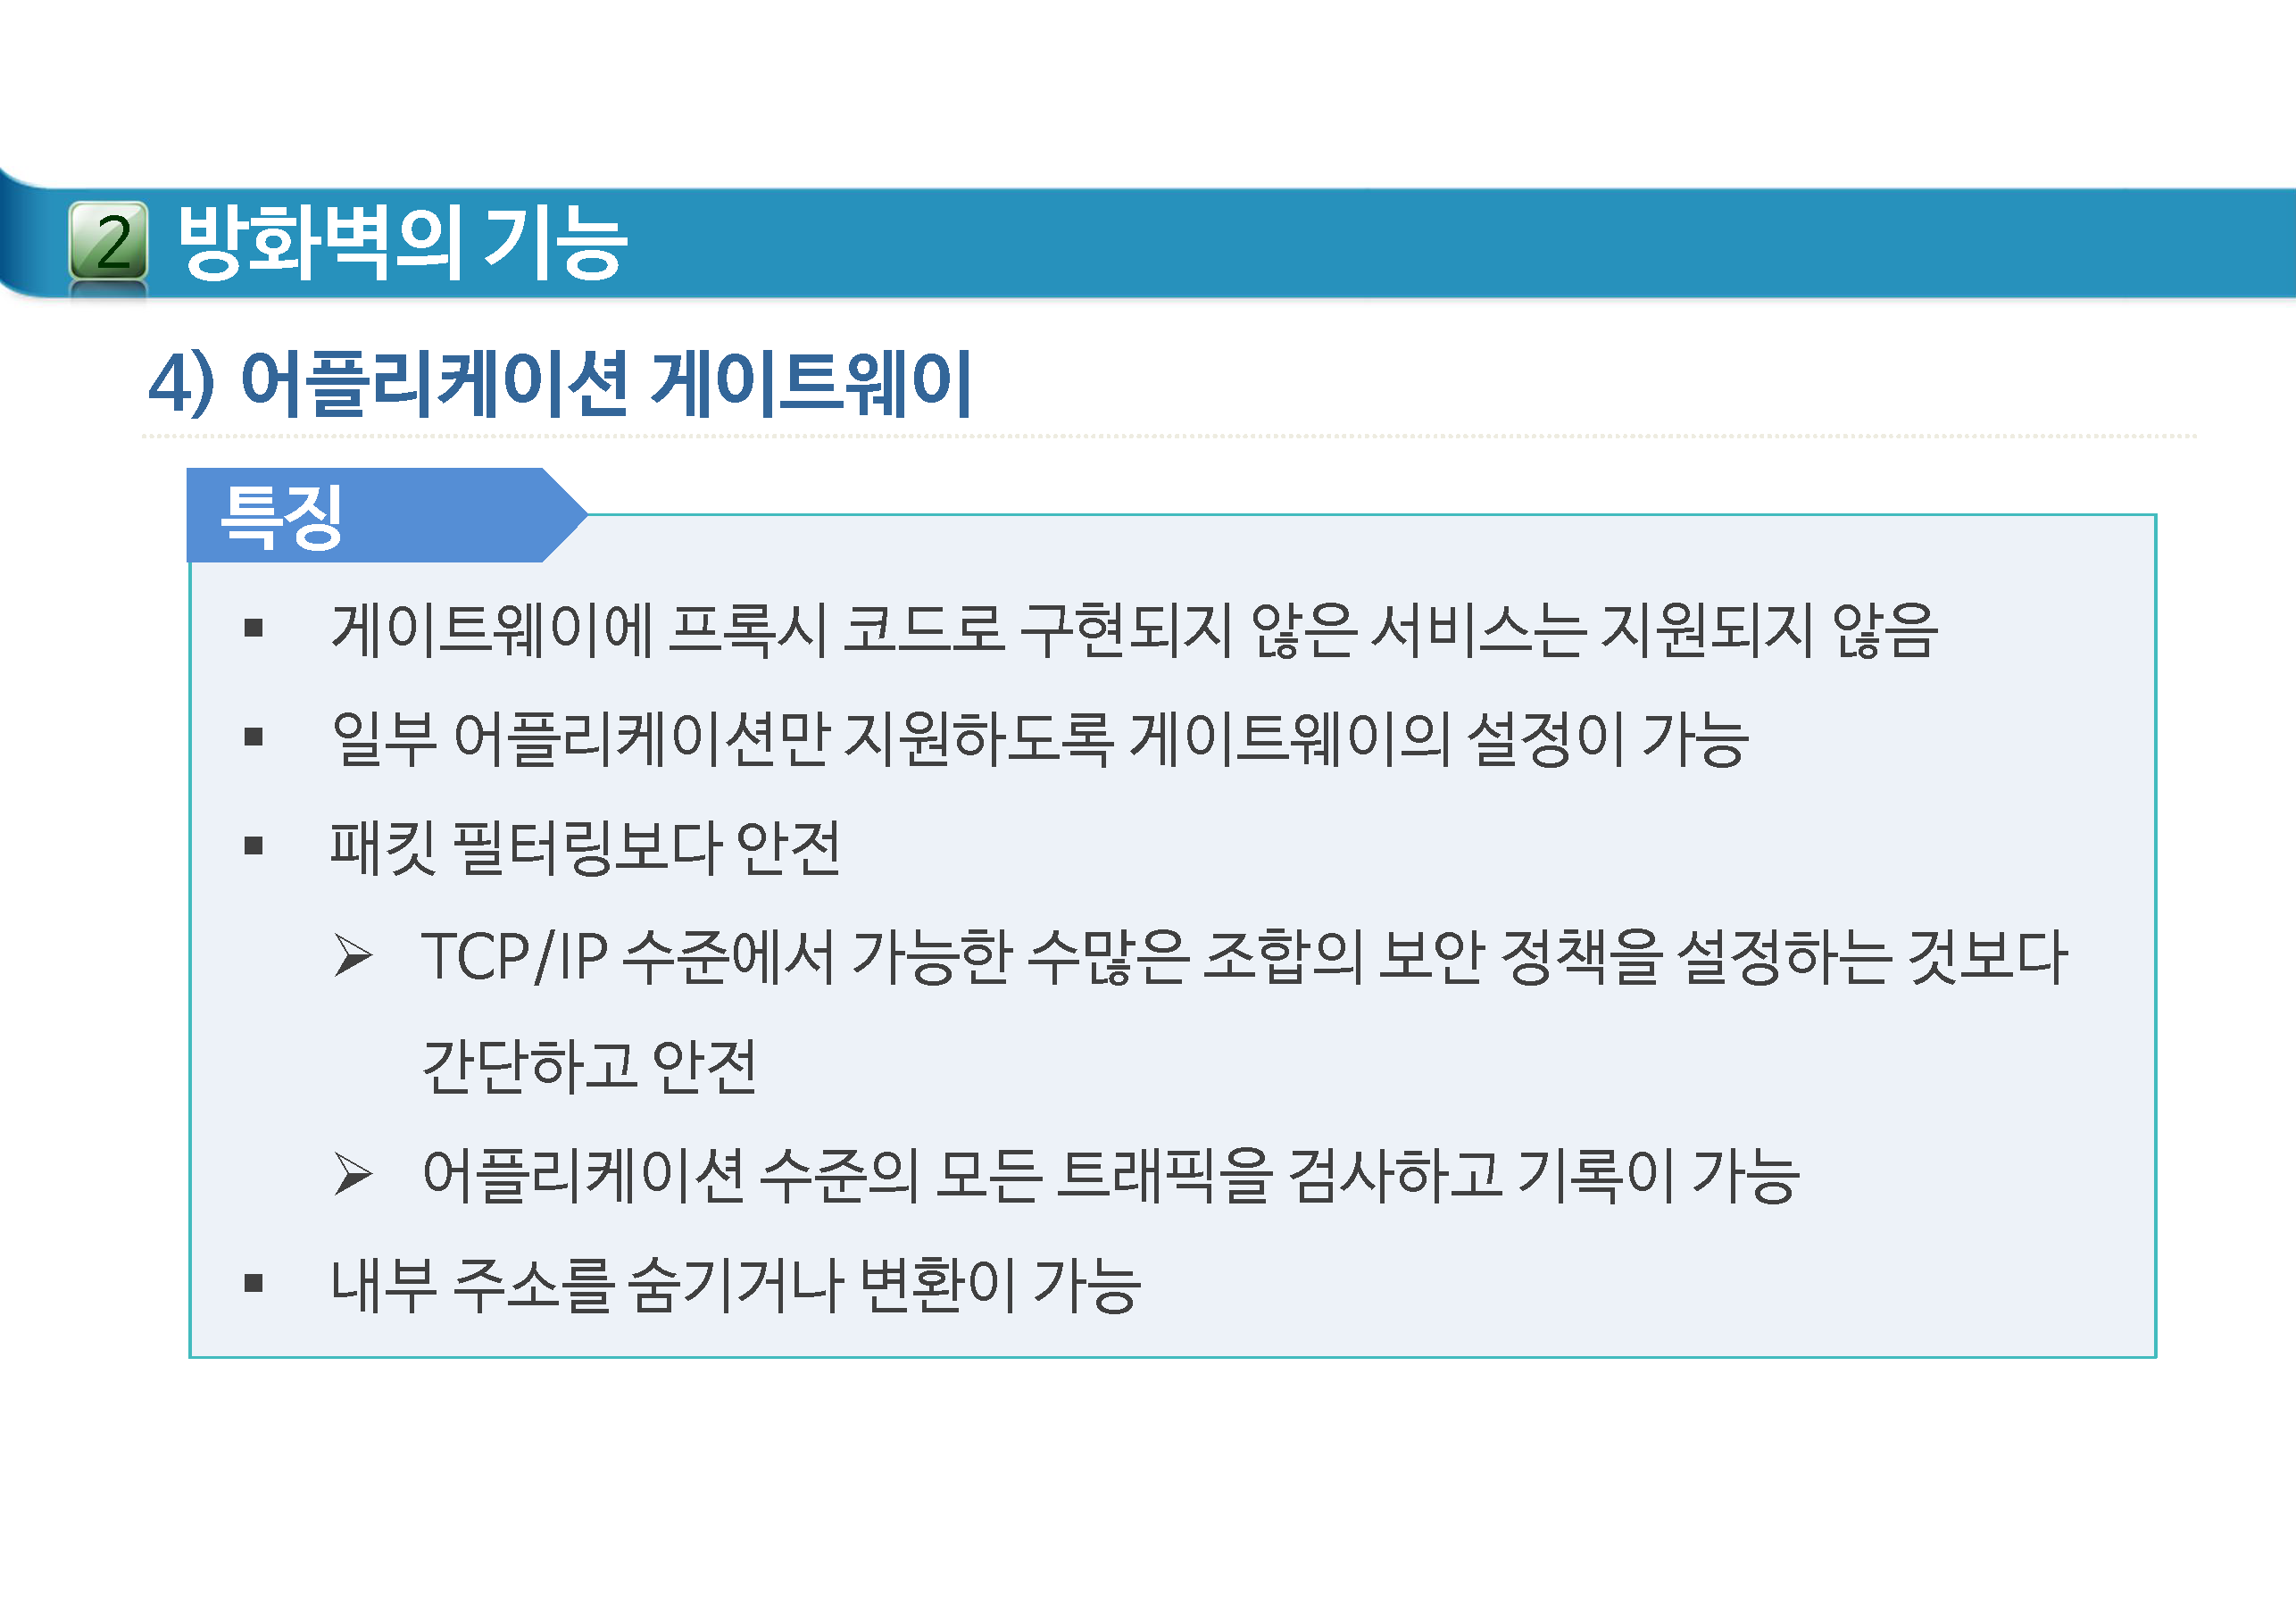 2 방화벽의 기능
4) 어플리케이션 게이트웨이
특징
▪ 게이트웨이에 프록시 코드로 구현되지 않은 서비스는 지원되지 않음
▪ 일부 어플리케이션만 지원하도록 게이트웨이의 설정이 가능
▪ 패킷 필터링보다 안전
➢ TCP/IP 수준에서 가능한 수많은 조합의 보안 정책을 설정하는 것보다
간단하고 안전
➢ 어플리케이션 수준의 모든 트래픽을 검사하고 기록이 가능
▪ 내부 주소를 숨기거나 변환이 가능